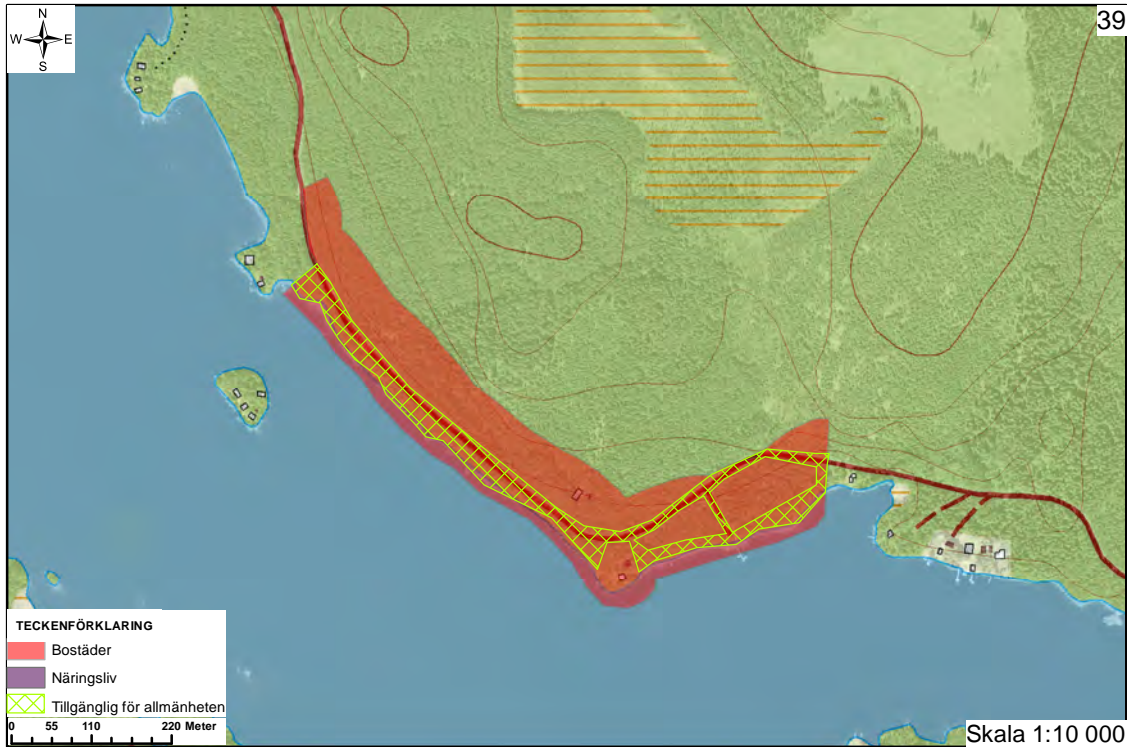 N
W E
S
39
TECKENFÖRKLARING
Bostäder
Näringsliv
Tillgänglig för allmänheten
0 55 110 220 Meter
Skala 1:10 000